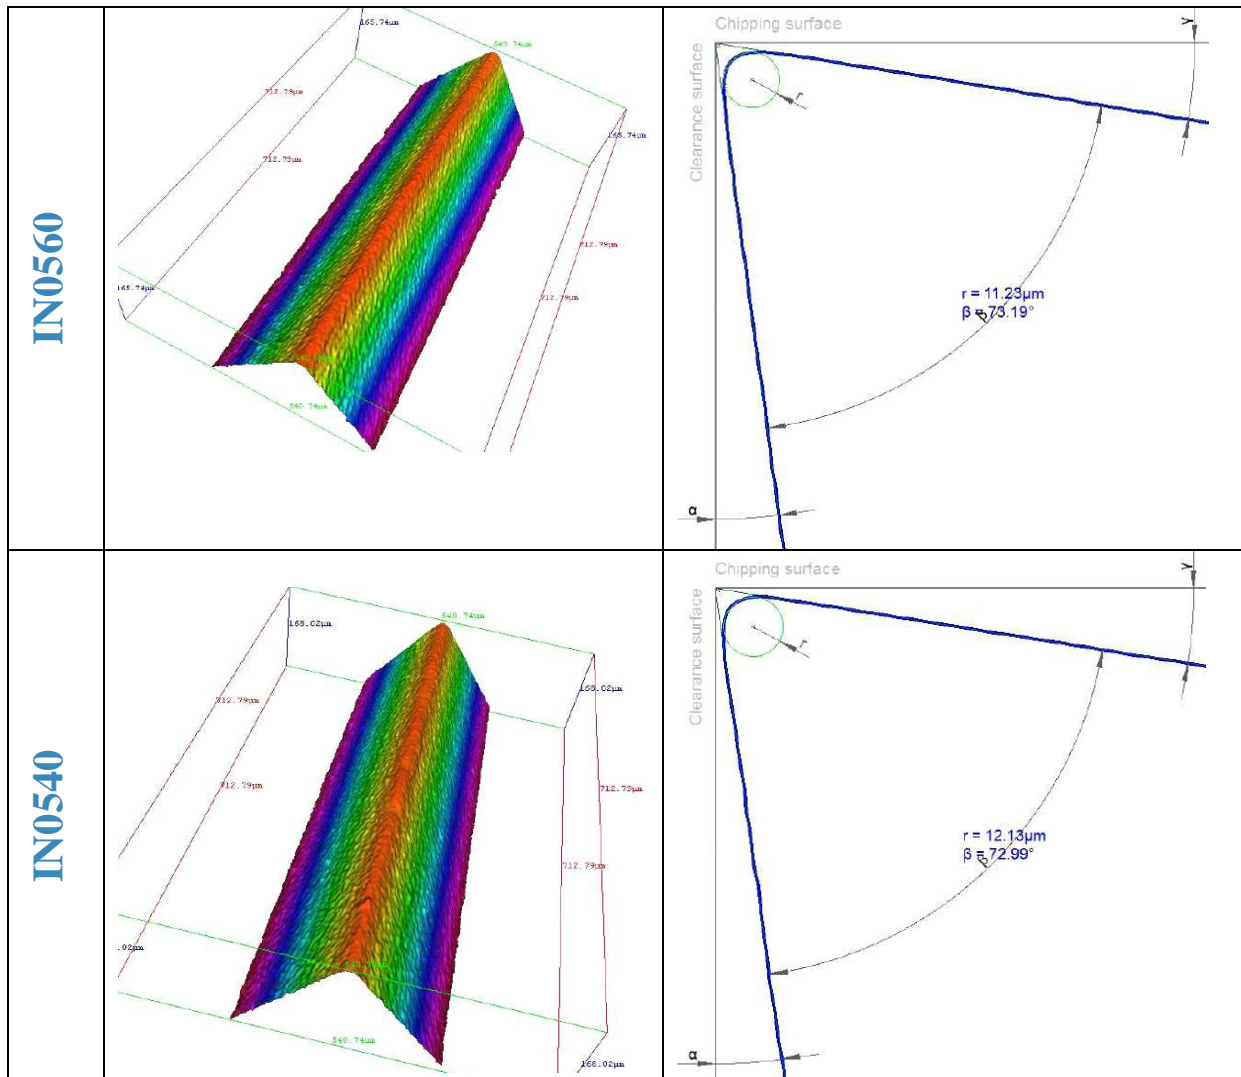 IN0560
165.74µm
540.74µm
712.79µm
165.74µm
712.79µm
712.79µm
165.74µm
712.79µm
540.74µm
Chipping surface
Clearance surface
γ
r
r = 11.23µm
β = 73.19°
β
α
IN0540
540.74µm
168.02µm
168.02µm
712.79µm
712.79µm
712.79µm
712.79µm
.02µm
540.74µm
168.02µm
Chipping surface
Clearance surface
γ
r
r = 12.13µm
β = 72.99°
β
α